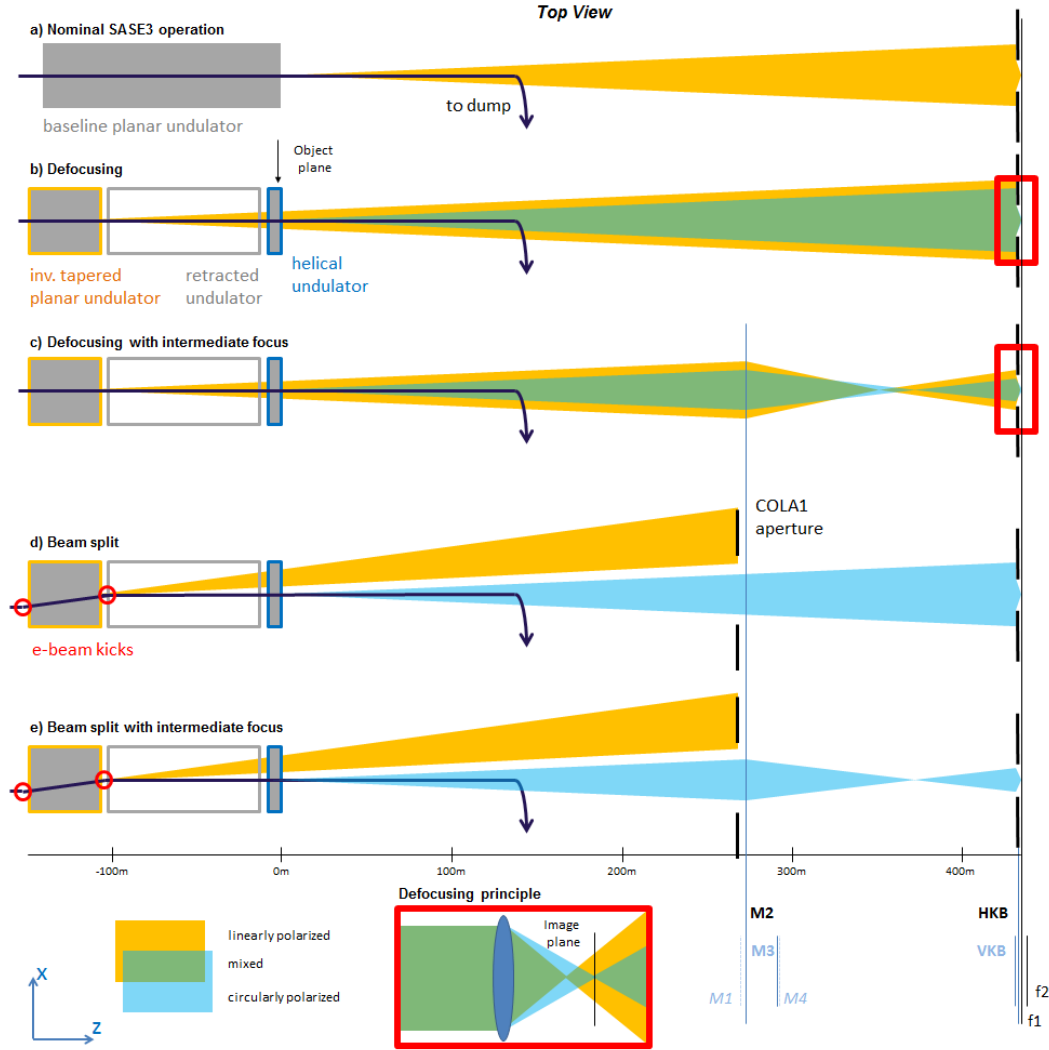 Top View
a) Nominal SASE3 operation
to dump
baseline planar undulator
Object
plane
b) Defocusing
inv. tapered
planar undulator
retracted
undulator
helical
undulator
c) Defocusing with intermediate focus
COLA1
aperture
d) Beam split
e-beam kicks
e) Beam split with intermediate focus
-100m
0m
100m
200m
300m
400m
Defocusing principle
M2
HKB
linearly polarized
mixed
circularly polarized
Image
plane
M3
VKB
M1
M4
f2
f1
X
Z